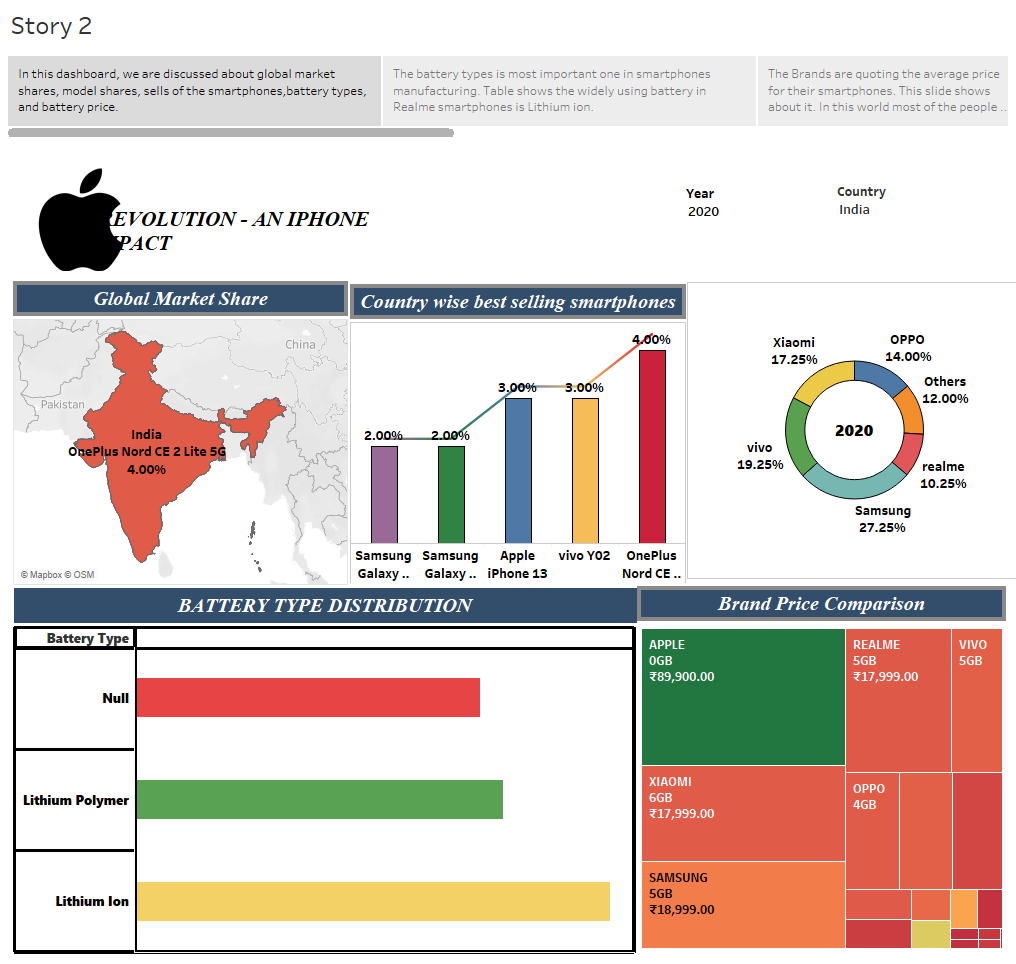 Story 2
In this dashboard, we are discussed about global market
shares, model shares, sells of the smartphones,battery types,
and battery price.
The battery types is most important one in smartphones
manufacturing. Table shows the widely using battery in
Realme smartphones is Lithium ion.
The Brands are quoting the average price
for their smartphones. This slide shows
about it. In this world most of the people ..
EVOLUTION - AN IPHONE
PACT
Year
2020
Country
India
Global Market Share
China
Pakistan
India
OnePlus Nord CE 2 Lite 5G
4.00%
© Mapbox © OSM
Country wise best selling smartphones
2.00%
2.00%
3.00%
3.00%
4.00%
Samsung
Galaxy ..
Samsung
Galaxy ..
Apple
iPhone 13
vivo Y02
OnePlus
Nord CE ..
Xiaomi
17.25%
OPPO
14.00%
Others
12.00%
2020
vivo
19.25%
realme
10.25%
Samsung
27.25%
BATTERY TYPE DISTRIBUTION
Battery Type
Null
Lithium Polymer
Lithium Ion
Brand Price Comparison
APPLE
0GB
₹89,900.00
REALME
5GB
₹17,999.00
VIVO
5GB
XIAOMI
6GB
₹17,999.00
OPPO
4GB
SAMSUNG
5GB
₹18,999.00